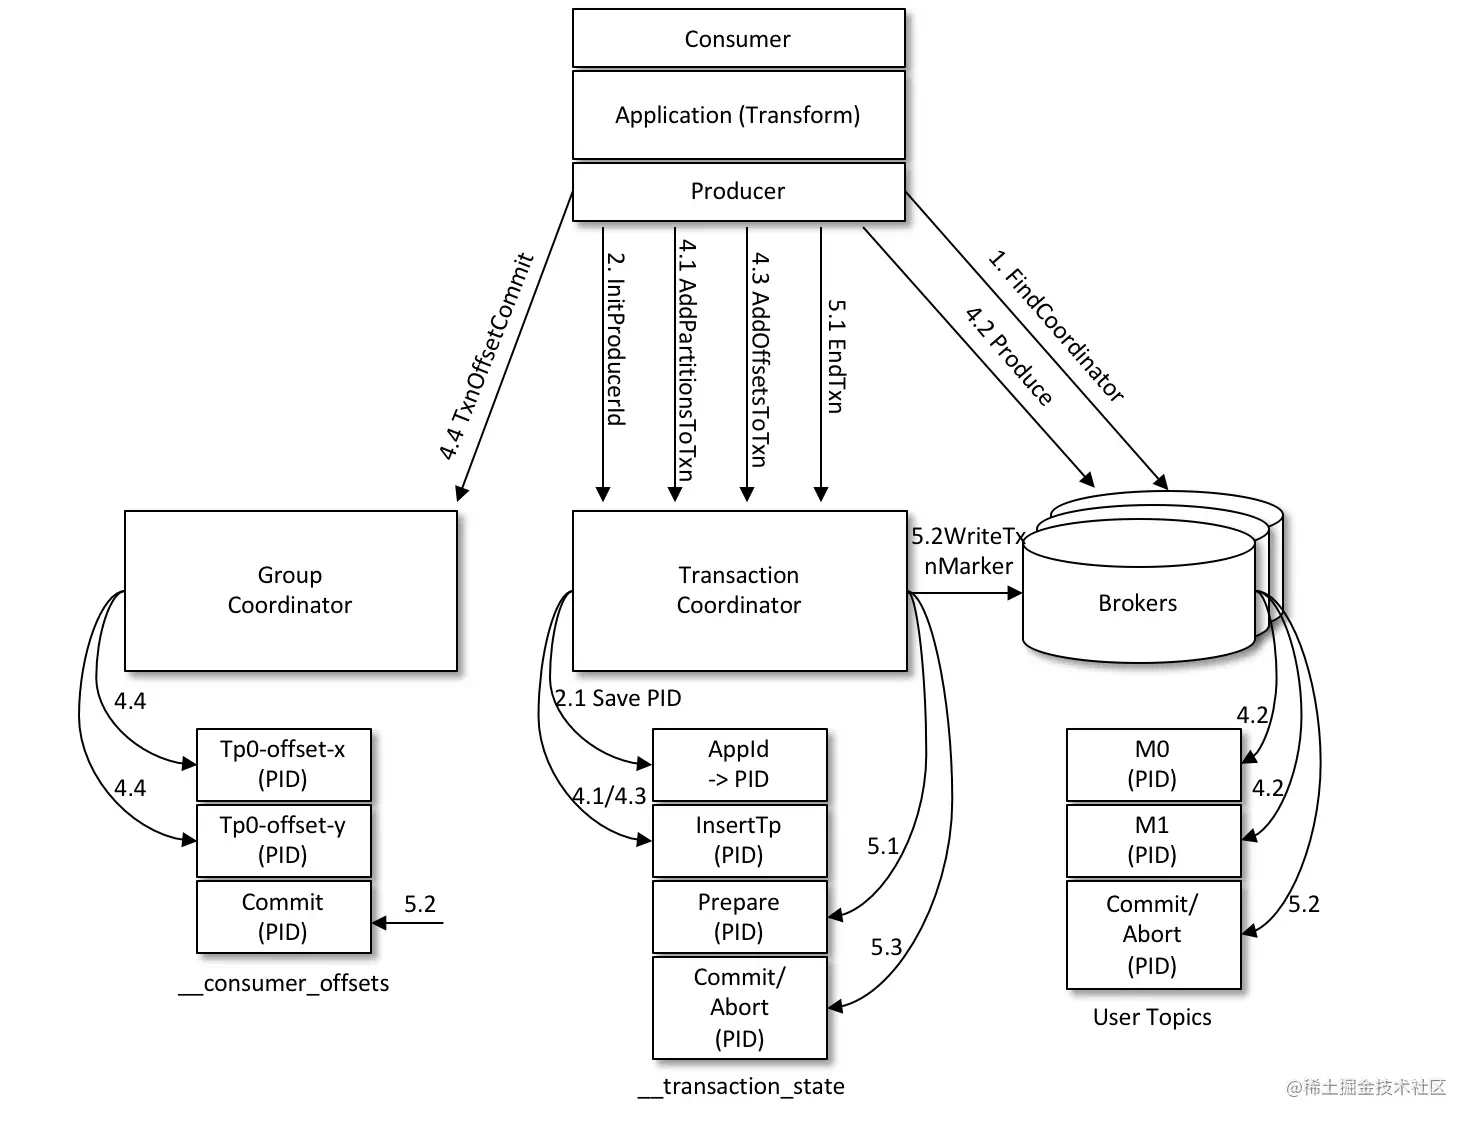 Consumer
Application (Transform)
Producer
4.4 TxnOffsetCommit
2. InitProducerId
4.1 AddPartitionsToTxn
4.3 AddOffsetsToTxn
5.1 EndTxn
4.2 Produce
1. FindCoordinator
Group
Coordinator
Transaction
Coordinator
5.2WriteTx
nMarker
Brokers
4.4
4.4
Tp0-offset-x
(PID)
Tp0-offset-y
(PID)
Commit
(PID)
5.2
__consumer_offsets
2.1 Save PID
4.1/4.3
AppId
-> PID
InsertTp
(PID)
Prepare
(PID)
Commit/
Abort
(PID)
5.1
5.3
__transaction_state
4.2
4.2
M0
(PID)
M1
(PID)
Commit/
Abort
(PID)
5.2
User Topics
@稀土掘金技术社区